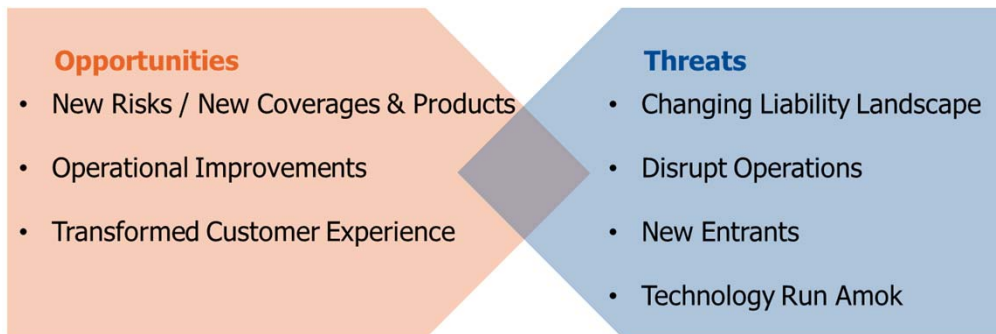 Opportunities
• New Risks / New Coverages & Products
• Operational Improvements
• Transformed Customer Experience
Threats
• Changing Liability Landscape
• Disrupt Operations
• New Entrants
• Technology Run Amok